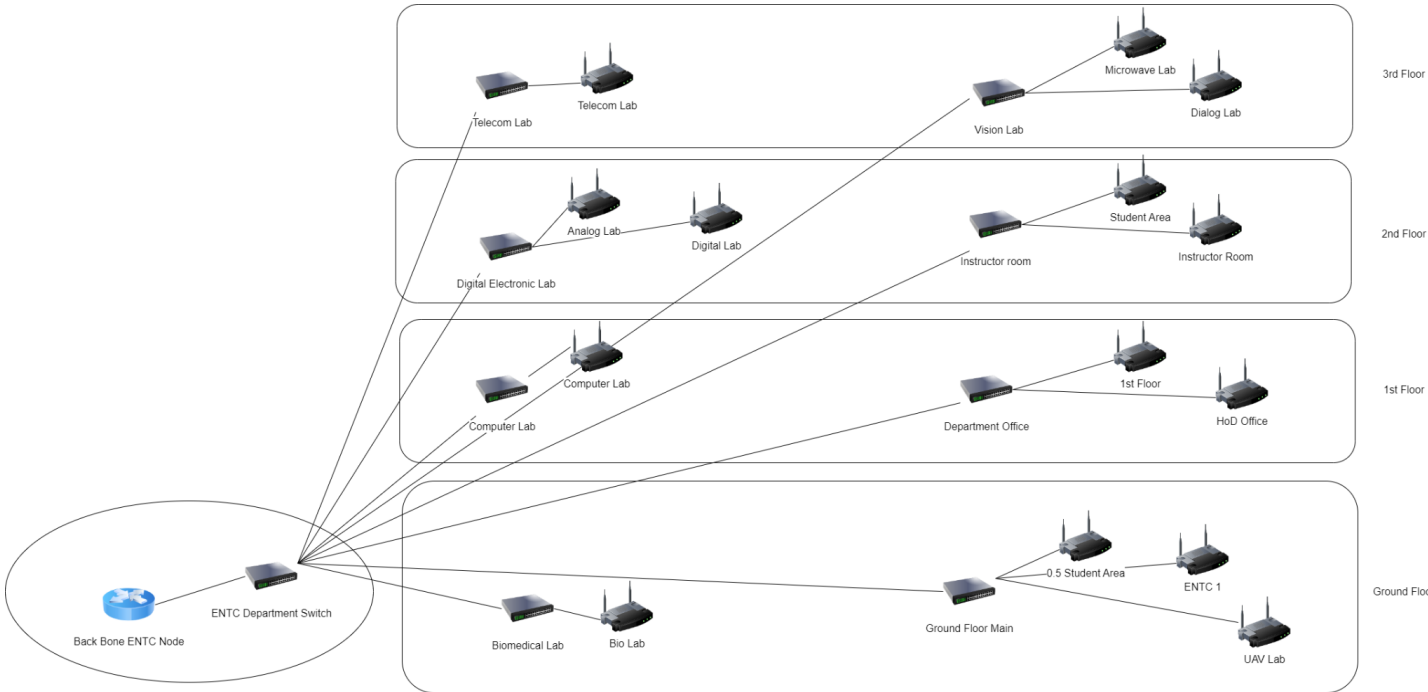 Microwave Lab
3rd Floor
Telecom Lab
Dialog Lab
Telecom Lab
Vision Lab
Student Area
Analog Lab
2nd Floor
Digital Lab
Instructor Room
Instructor room
Digital Electronic Lab
Computer Lab
1st Floor
1st Floor
HoD Office
Computer Lab
Department Office
0.5 Student Area
ENTC 1
Ground Floo
ENTC Department Switch
Ground Floor Main
Back Bone ENTC Node
Biomedical Lab
Bio Lab
UAV Lab